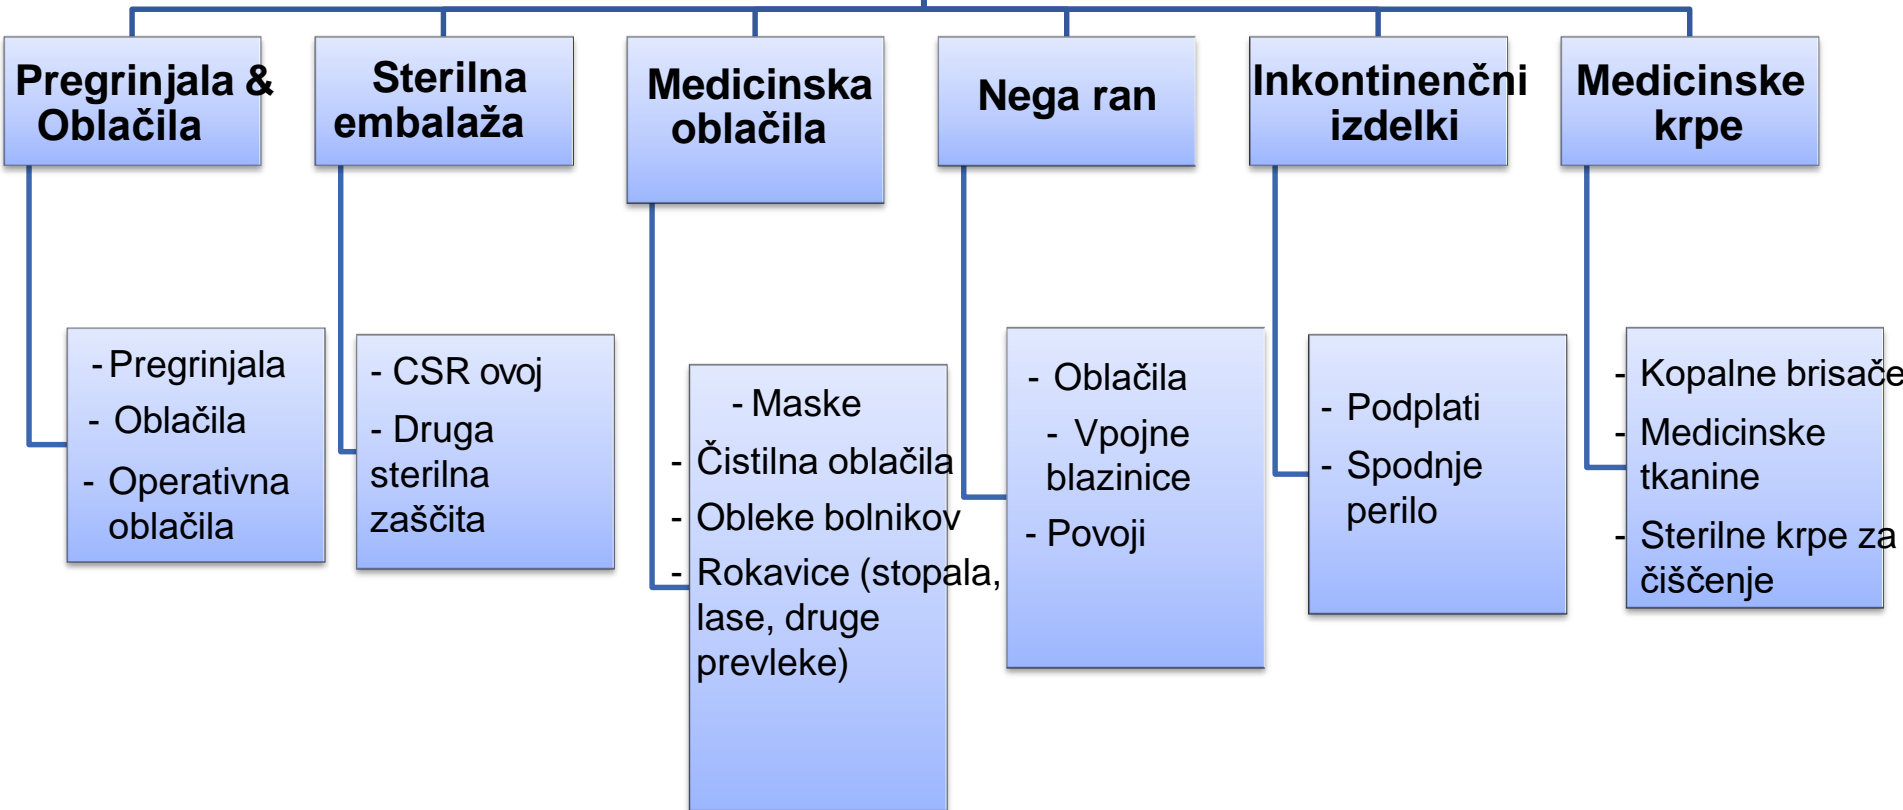 Pregrinjala &
Oblačila
Sterilna
embalaža
Medicinska
oblačila
Nega ran
Inkontinenčni
izdelki
Medicinske
krpe
- Pregrinjala
- Oblačila
- Operativna
oblačila
- CSR ovoj
- Druga
sterilna
zaščita
- Maske
- Čistilna oblačila
- Obleke bolnikov
- Rokavice (stopala,
lase, druge
prevleke)
- Oblačila
- Vpojne
blazinice
- Povoji
- Podplati
- Spodnje
perilo
- Kopalne brisače
- Medicinske
tkanine
- Sterilne krpe za
čiščenje